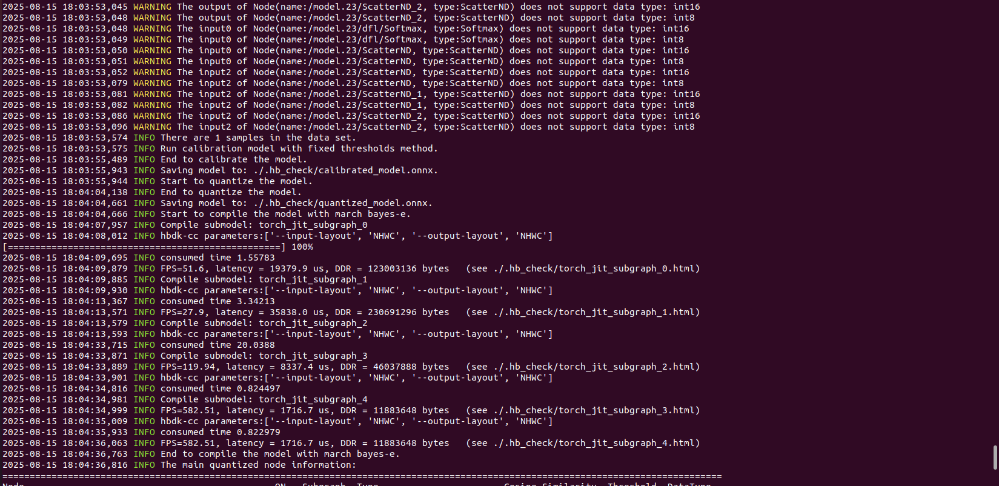 2025-08-15 18:03:53,045 WARNING The output of Node(name:/model.23/ScatterND_2, type:ScatterND) does not support data type: int16
2025-08-15 18:03:53,048 WARNING The output of Node(name:/model.23/ScatterND_2, type:ScatterND) does not support data type: int8
2025-08-15 18:03:53,048 WARNING The input0 of Node(name:/model.23/dfl/Softmax, type:Softmax) does not support data type: int16
2025-08-15 18:03:53,049 WARNING The input0 of Node(name:/model.23/dfl/Softmax, type:Softmax) does not support data type: int8
2025-08-15 18:03:53,050 WARNING The input0 of Node(name:/model.23/ScatterND, type:ScatterND) does not support data type: int16
2025-08-15 18:03:53,051 WARNING The input0 of Node(name:/model.23/ScatterND, type:ScatterND) does not support data type: int8
2025-08-15 18:03:53,052 WARNING The input2 of Node(name:/model.23/ScatterND, type:ScatterND) does not support data type: int16
2025-08-15 18:03:53,079 WARNING The input2 of Node(name:/model.23/ScatterND, type:ScatterND) does not support data type: int8
2025-08-15 18:03:53,081 WARNING The input2 of Node(name:/model.23/ScatterND_1, type:ScatterND) does not support data type: int16
2025-08-15 18:03:53,082 WARNING The input2 of Node(name:/model.23/ScatterND_1, type:ScatterND) does not support data type: int8
2025-08-15 18:03:53,086 WARNING The input2 of Node(name:/model.23/ScatterND_2, type:ScatterND) does not support data type: int16
2025-08-15 18:03:53,096 WARNING The input2 of Node(name:/model.23/ScatterND_2, type:ScatterND) does not support data type: int8
2025-08-15 18:03:53,574 INFO There are 1 samples in the data set.
2025-08-15 18:03:53,575 INFO Run calibration model with fixed thresholds method.
2025-08-15 18:03:55,489 INFO End to calibrate the model.
2025-08-15 18:03:55,943 INFO Saving model to: ./.hb_check/calibrated_model.onnx.
2025-08-15 18:03:55,944 INFO Start to quantize the model.
2025-08-15 18:04:04,138 INFO End to quantize the model.
2025-08-15 18:04:04,661 INFO Saving model to: ./.hb_check/quantized_model.onnx.
2025-08-15 18:04:04,666 INFO Start to compile the model with march bayes-e.
2025-08-15 18:04:07,957 INFO Compile submodel: torch_jit_subgraph_0
2025-08-15 18:04:08,012 INFO hbdk-cc parameters:['--input-layout', 'NHWC', '--output-layout', 'NHWC']
[==================================================] 100%
2025-08-15 18:04:09,695 INFO consumed time 1.55783
2025-08-15 18:04:09,879 INFO FPS=51.6, latency = 19379.9 us, DDR = 123003136 bytes   (see ./.hb_check/torch_jit_subgraph_0.html)
2025-08-15 18:04:09,885 INFO Compile submodel: torch_jit_subgraph_1
2025-08-15 18:04:09,930 INFO hbdk-cc parameters:['--input-layout', 'NHWC', '--output-layout', 'NHWC']
2025-08-15 18:04:13,367 INFO consumed time 3.34213
2025-08-15 18:04:13,571 INFO FPS=27.9, latency = 35838.0 us, DDR = 230691296 bytes   (see ./.hb_check/torch_jit_subgraph_1.html)
2025-08-15 18:04:13,579 INFO Compile submodel: torch_jit_subgraph_2
2025-08-15 18:04:13,593 INFO hbdk-cc parameters:['--input-layout', 'NHWC', '--output-layout', 'NHWC']
2025-08-15 18:04:33,715 INFO consumed time 20.0388
2025-08-15 18:04:33,871 INFO Compile submodel: torch_jit_subgraph_3
2025-08-15 18:04:33,889 INFO FPS=119.94, latency = 8337.4 us, DDR = 46037888 bytes   (see ./.hb_check/torch_jit_subgraph_2.html)
2025-08-15 18:04:33,901 INFO hbdk-cc parameters:['--input-layout', 'NHWC', '--output-layout', 'NHWC']
2025-08-15 18:04:34,816 INFO consumed time 0.824497
2025-08-15 18:04:34,981 INFO Compile submodel: torch_jit_subgraph_4
2025-08-15 18:04:34,999 INFO FPS=582.51, latency = 1716.7 us, DDR = 11883648 bytes   (see ./.hb_check/torch_jit_subgraph_3.html)
2025-08-15 18:04:35,009 INFO hbdk-cc parameters:['--input-layout', 'NHWC', '--output-layout', 'NHWC']
2025-08-15 18:04:35,933 INFO consumed time 0.822979
2025-08-15 18:04:36,063 INFO FPS=582.51, latency = 1716.7 us, DDR = 11883648 bytes   (see ./.hb_check/torch_jit_subgraph_4.html)
2025-08-15 18:04:36,763 INFO End to compile the model with march bayes-e.
2025-08-15 18:04:36,816 INFO The main quantized node information:
====================================================================================================================================
Node ON Subgraph Type Cosine Similarity Threshold DataType